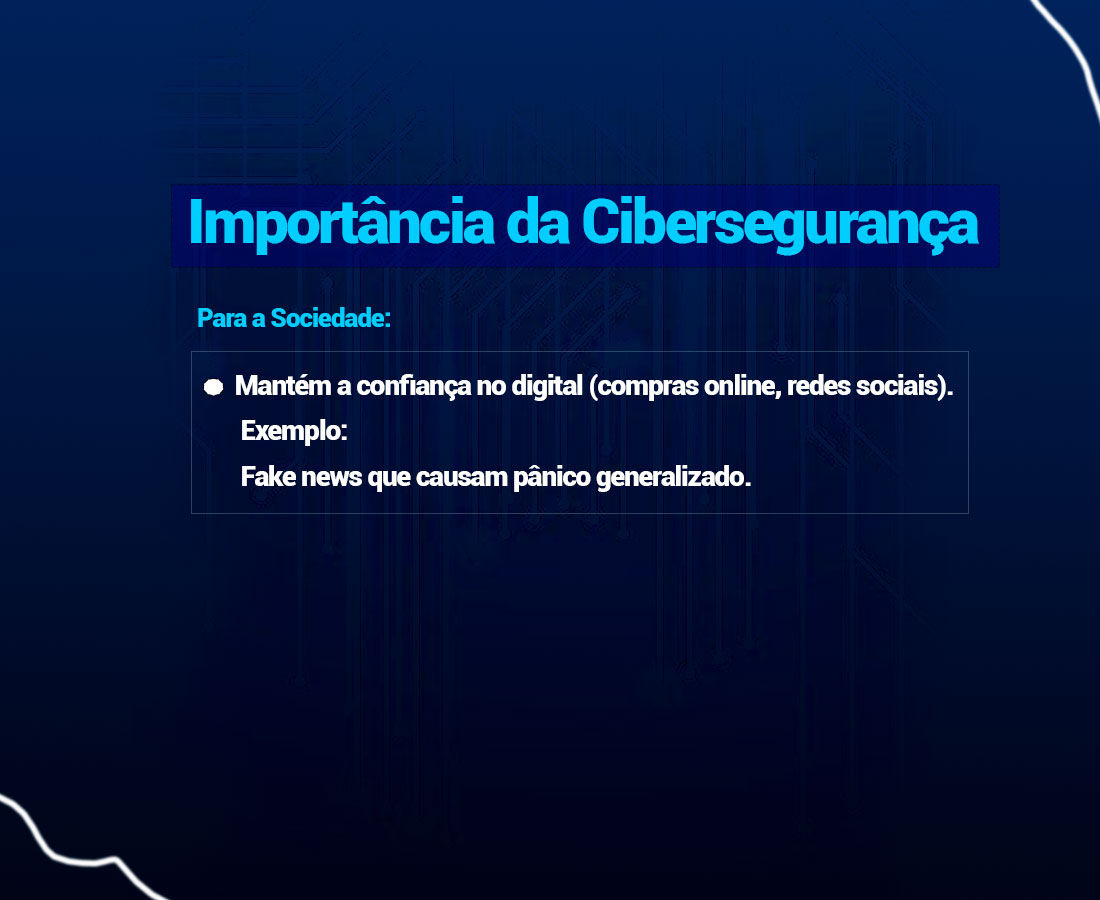 Importância da Cibersegurança
Para a Sociedade:
● Mantém a confiança no digital (compras online, redes sociais).
Exemplo:
Fake news que causam pânico generalizado.